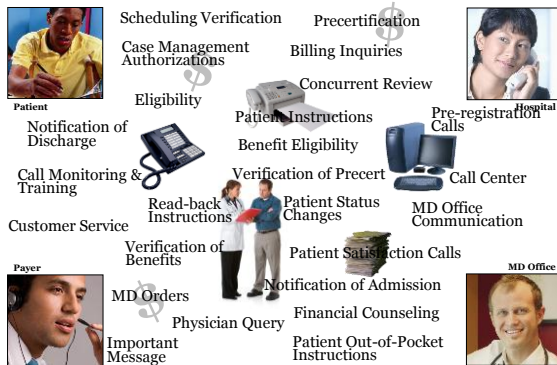 Scheduling Verification
Precertification
$
Case Management
Authorizations
$
Billing Inquiries
Concurrent Review
Eligibility
Patient
Hospital
Patient Instructions
Pre-registration
Calls
Notification of
Discharge
Benefit Eligibility
Call Monitoring &
Training
Verification of Precert
Call Center
Read-back
Instructions
Patient Status
Changes
MD Office
Communication
Customer Service
Verification of
Benefits
Patient Satisfaction Calls
Payer
MD Office
Notification of Admission
MD Orders
$
Physician Query
Financial Counseling
Important
Message
Patient Out-of-Pocket
Instructions